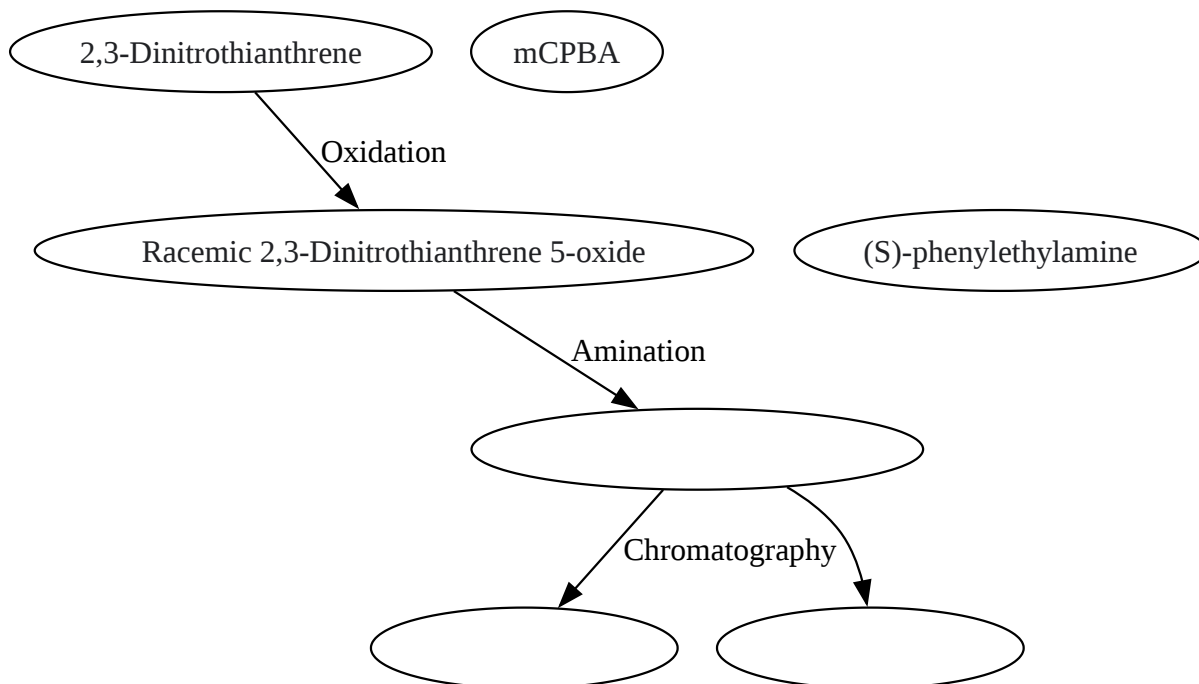 2,3-Dinitrothianthrene
mCPBA
Oxidation
Racemic 2,3-Dinitrothianthrene 5-oxide
(S)-phenylethylamine
Amination
Chromatography